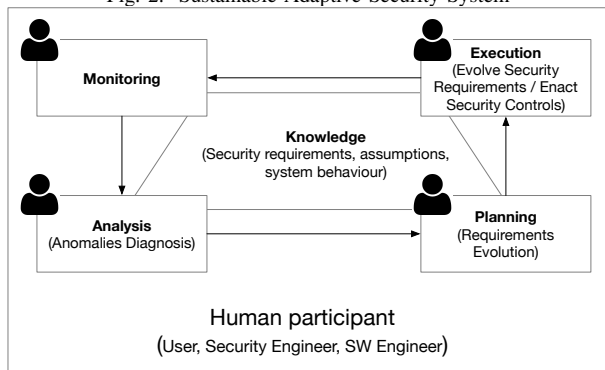 Fig. 2. Sustainable Adaptive Security System
Monitoring
Execution
(Evolve Security
Requirements / Enact
Security Controls)
Knowledge
(Security requirements, assumptions,
system behaviour)
Analysis
(Anomalies Diagnosis)
Planning
(Requirements
Evolution)
Human participant
(User, Security Engineer, SW Engineer)